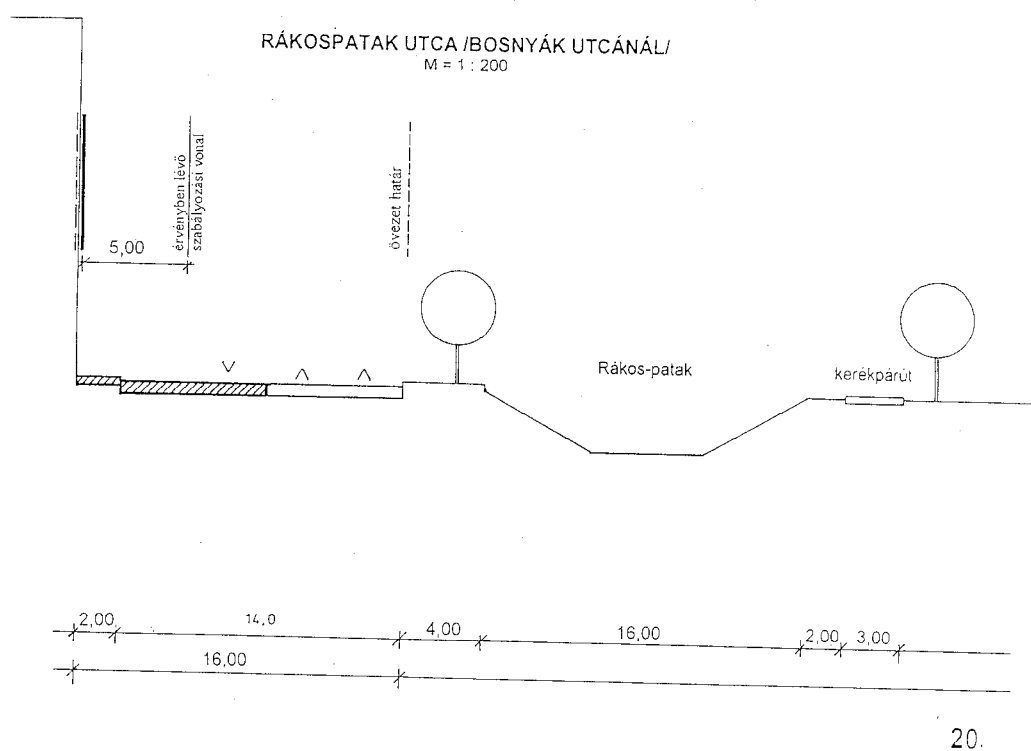 RÁKOSPATAK UTCA /BOSNYÁK UTCÁNÁL/
M = 1 : 200
érvényben lévő
szabályozási vonal
övezet határ
5,00
Rákos-patak
kerékpárút
2,00
14,0
4,00
16,00
2,00
3,00
16,00
20.